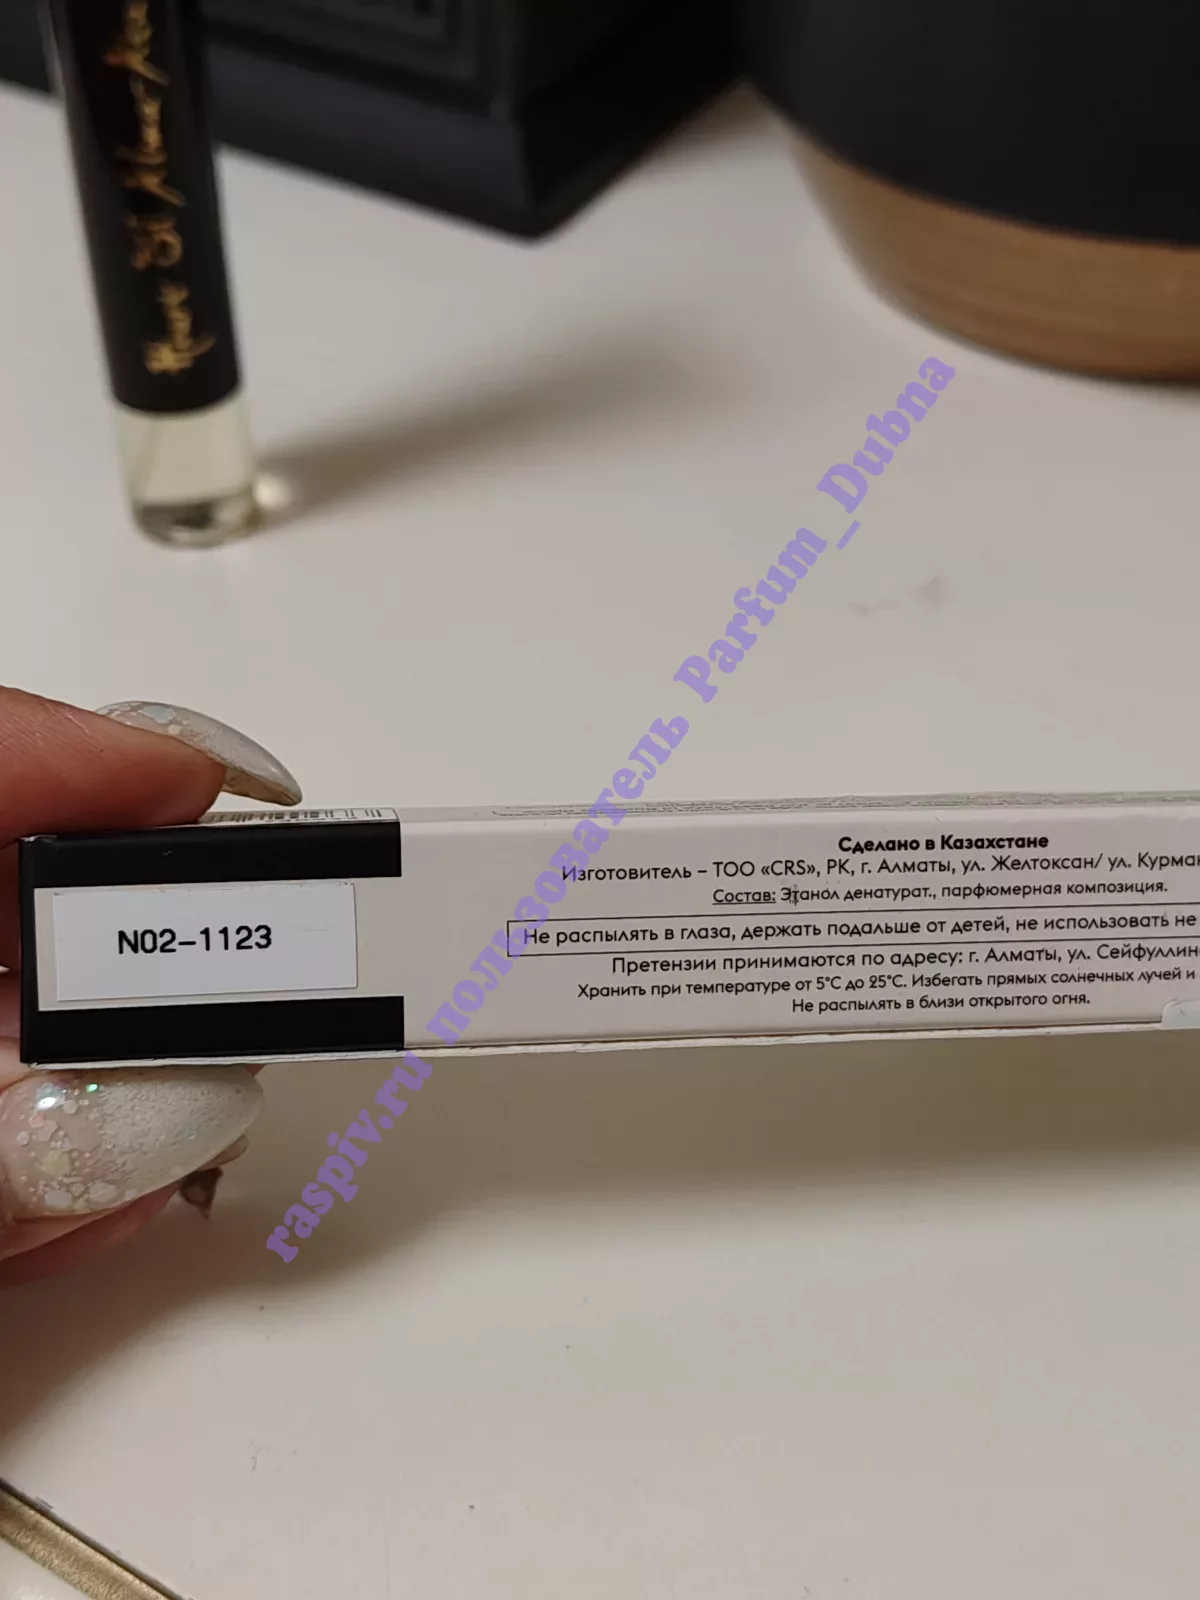 Сделано в Казахстане
Изготовитель – ТОО «CRS», РК, г. Алматы, ул. Желтоксан/ ул. Курман
Состав: Этанол денатурат., парфюмерная композиция.
Не распылять в глаза, держать подальше от детей, не использовать не
Претензии принимаются по адресу: г. Алматы, ул. Сейфуллин
Хранить при температуре от 5°С до 25°С. Избегать прямых солнечных лучей и
Не распылять в близи открытого огня.
N02-1123
raspiv.ru пользователь Parfum_Dubna